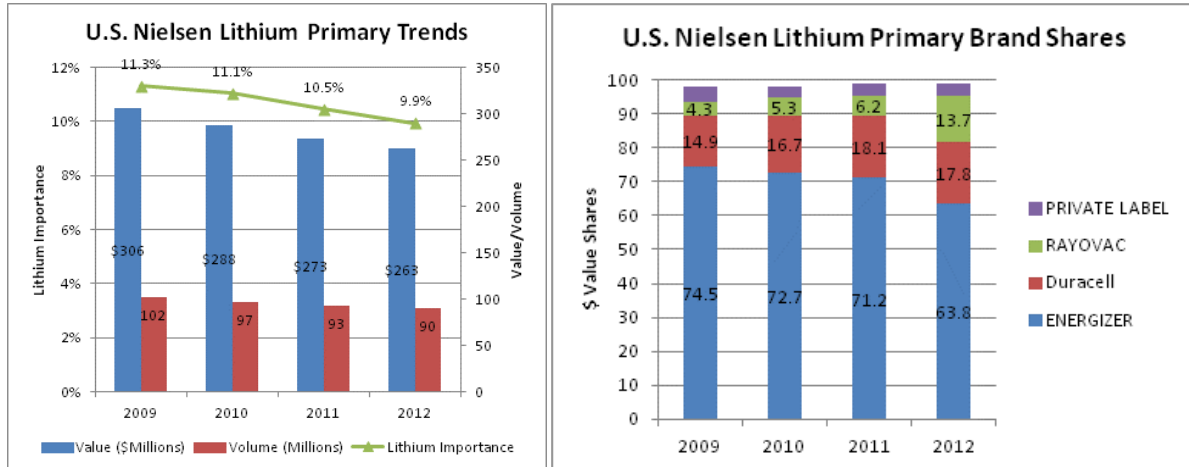 U.S. Nielsen Lithium Primary Trends
12%
10%
8%
6%
4%
2%
0%
Lithium Importance
11.3%
11.1%
10.5%
9.9%
$306
$288
$273
$263
102
97
93
90
350
300
250
200
150
100
50
0
Value/Volume
2009 2010 2011 2012
Value ($Millions) Volume (Millions) Lithium Importance
U.S. Nielsen Lithium Primary Brand Shares
100
90
80
70
60
50
40
30
20
10
0
$ Value Shares
4.3 5.3 6.2 13.7
14.9 16.7 18.1 17.8
74.5 72.7 71.2 63.8
2009 2010 2011 2012
PRIVATE LABEL
RAYOVAC
Duracell
ENERGIZER